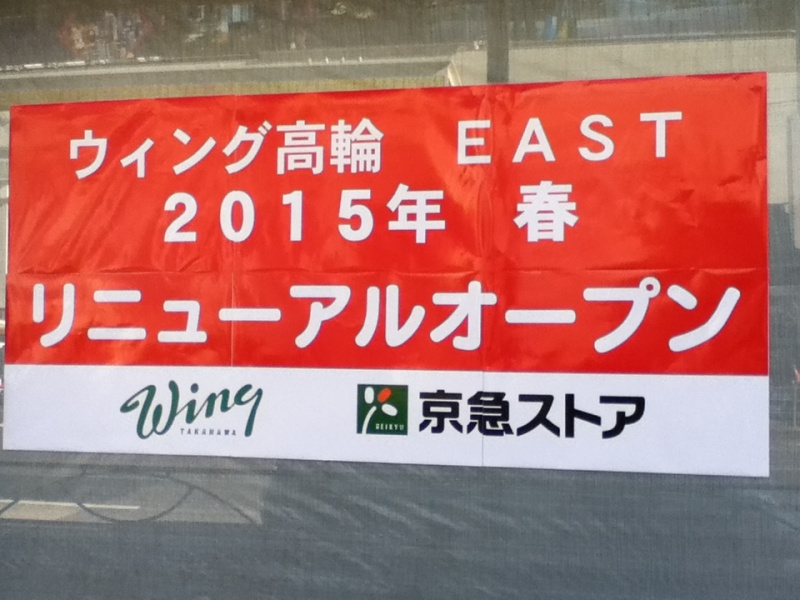 ウィング高輪　ＥＡＳＴ
２０１５年　春
リニューアルオープン
Wing
TAKANAWA
KEIKYU
京急ストア